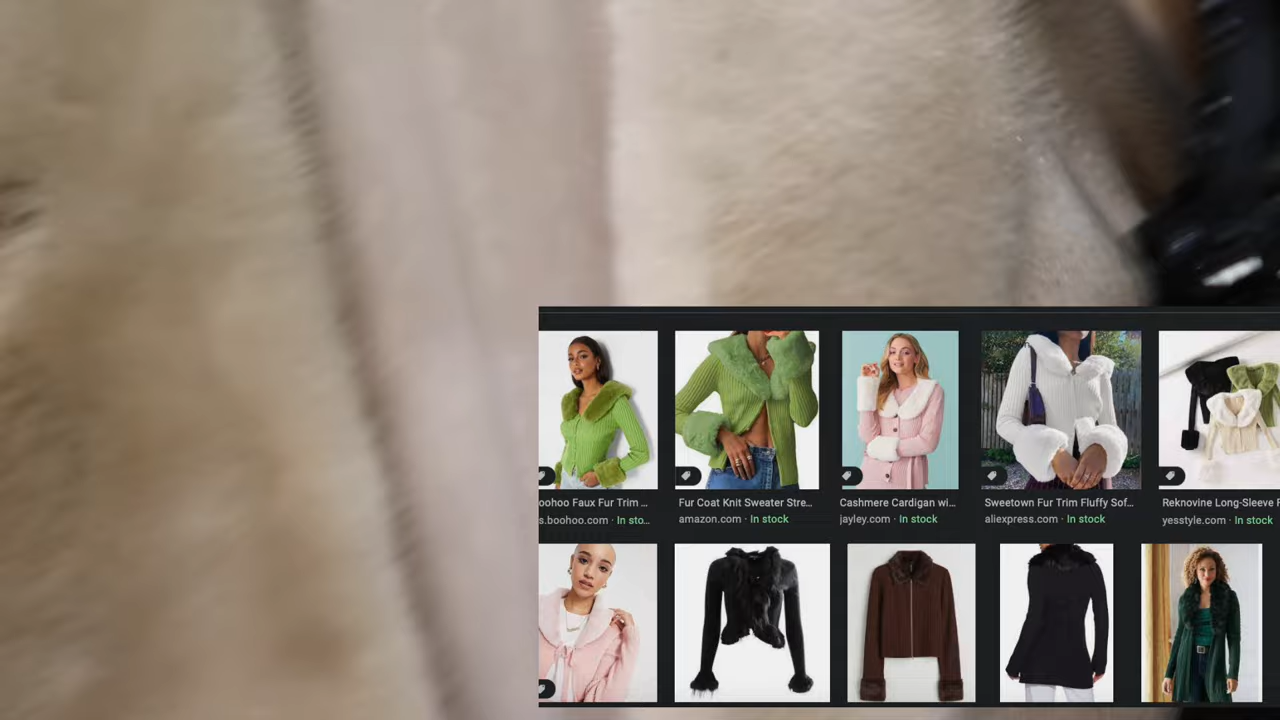 oohoo Faux Fur Trim ...
s.boohoo.com · In sto...
Fur Coat Knit Sweater Stre...
amazon.com · In stock
Cashmere Cardigan wi...
jayley.com · In stock
Sweetown Fur Trim Fluffy Sof...
aliexpress.com · In stock
Reknovine Long-Sleeve F
yesstyle.com · In stock